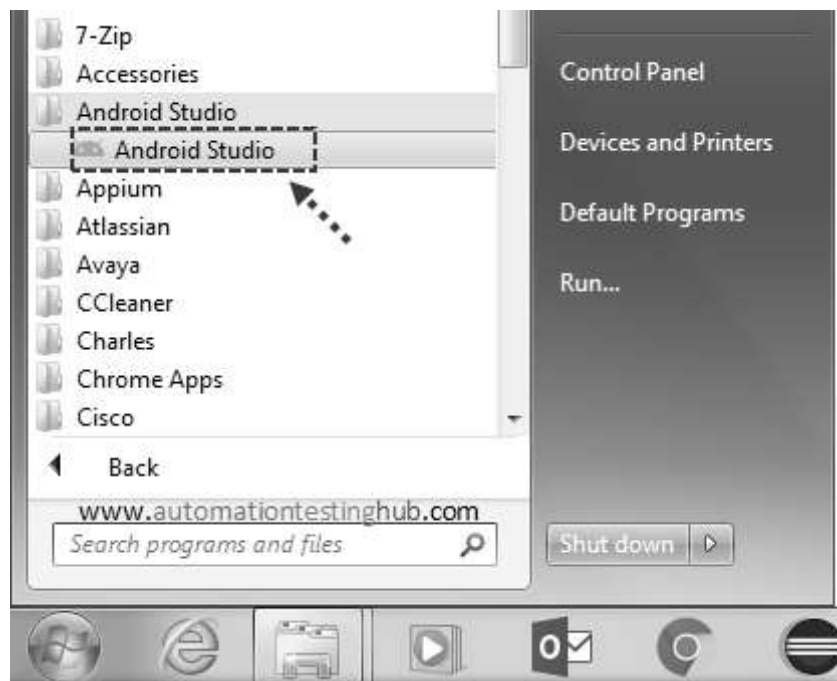 7-Zip
Accessories
Android Studio
Android Studio
Appium
Atlassian
Avaya
CCleaner
Charles
Chrome Apps
Cisco
Back
www.automationtestinghub.com
Search programs and files
Control Panel
Devices and Printers
Default Programs
Run...
Shut down